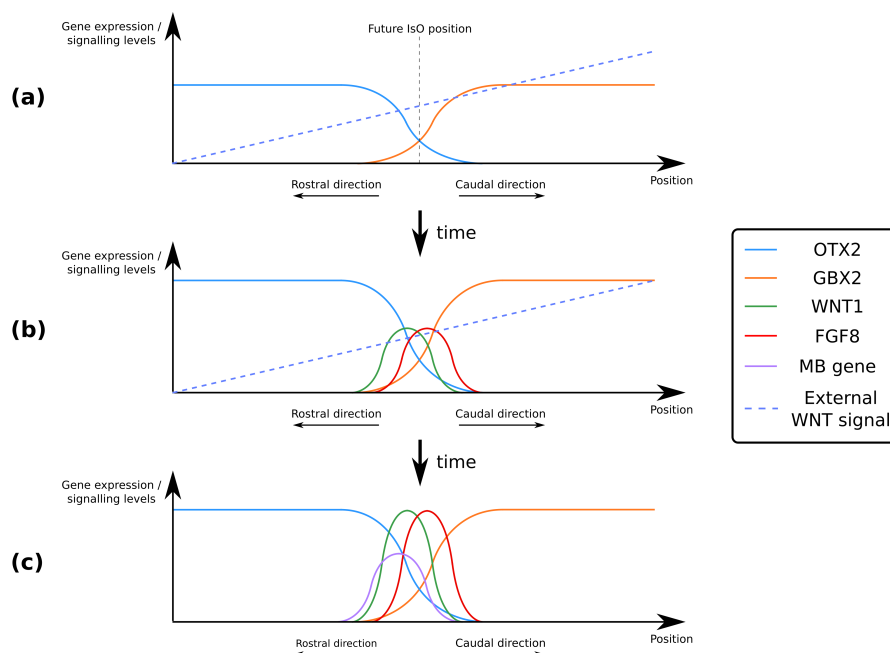 Gene expression /
signalling levels
Future IsO position
(a)
Position
Rostral direction
Caudal direction
time
Gene expression /
signalling levels
(b)
Position
Rostral direction
Caudal direction
time
Gene expression /
signalling levels
(c)
Position
Rostral direction
Caudal direction
OTX2
GBX2
WNT1
FGF8
MB gene
External
WNT signal